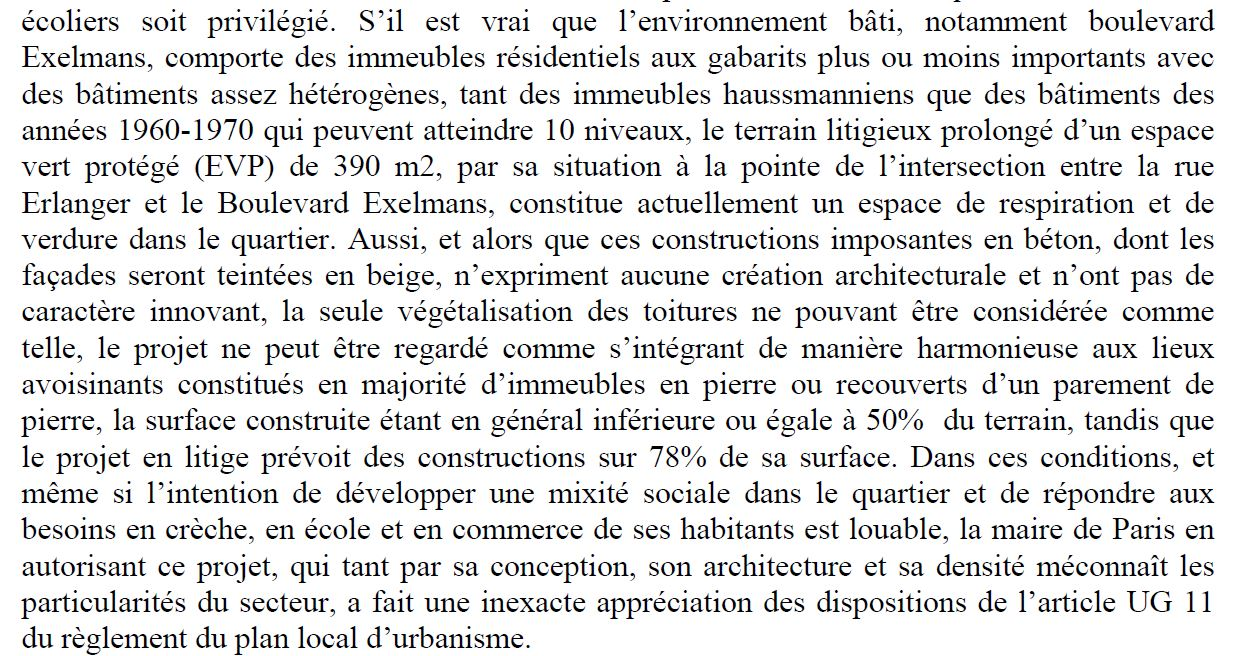 écoliers soit privilégié. S’il est vrai que l’environnement bâti, notamment boulevard
Exelmans, comporte des immeubles résidentiels aux gabarits plus ou moins importants avec
des bâtiments assez hétérogènes, tant des immeubles haussmanniens que des bâtiments des
années 1960-1970 qui peuvent atteindre 10 niveaux, le terrain litigieux prolongé d’un espace
vert protégé (EVP) de 390 m2, par sa situation à la pointe de l’intersection entre la rue
Erlanger et le Boulevard Exelmans, constitue actuellement un espace de respiration et de
verdure dans le quartier. Aussi, et alors que ces constructions imposantes en béton, dont les
façades seront teintées en beige, n’expriment aucune création architecturale et n’ont pas de
caractère innovant, la seule végétalisation des toitures ne pouvant être considérée comme
telle, le projet ne peut être regardé comme s’intégrant de manière harmonieuse aux lieux
avoisinants constitués en majorité d’immeubles en pierre ou recouverts d’un parement de
pierre, la surface construite étant en général inférieure ou égale à 50% du terrain, tandis que
le projet en litige prévoit des constructions sur 78% de sa surface. Dans ces conditions, et
même si l’intention de développer une mixité sociale dans le quartier et de répondre aux
besoins en crèche, en école et en commerce de ses habitants est louable, la maire de Paris en
autorisant ce projet, qui tant par sa conception, son architecture et sa densité méconnaît les
particularités du secteur, a fait une inexacte appréciation des dispositions de l’article UG 11
du règlement du plan local d’urbanisme.